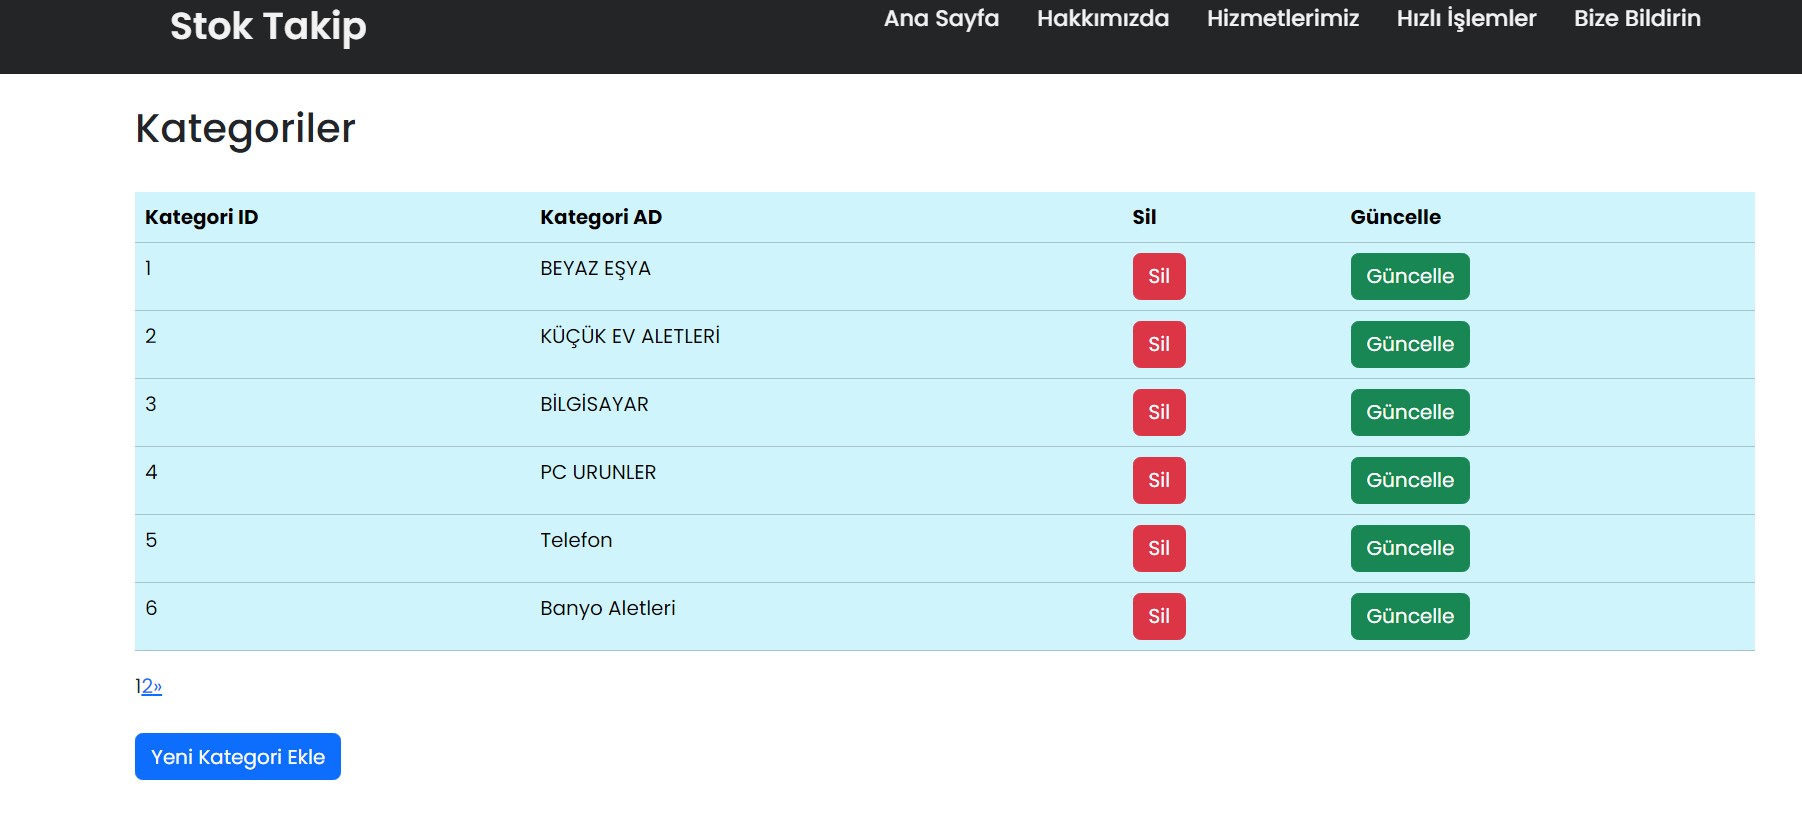 Stok Takip Ana Sayfa Hakkımızda Hizmetlerimiz Hızlı İşlemler Bize Bildirin
Kategoriler
Kategori ID Kategori AD Sil Güncelle
1 BEYAZ EŞYA Sil Güncelle
2 KÜÇÜK EV ALETLERİ Sil Güncelle
3 BİLGİSAYAR Sil Güncelle
4 PC URUNLER Sil Güncelle
5 Telefon Sil Güncelle
6 Banyo Aletleri Sil Güncelle
12»
Yeni Kategori Ekle